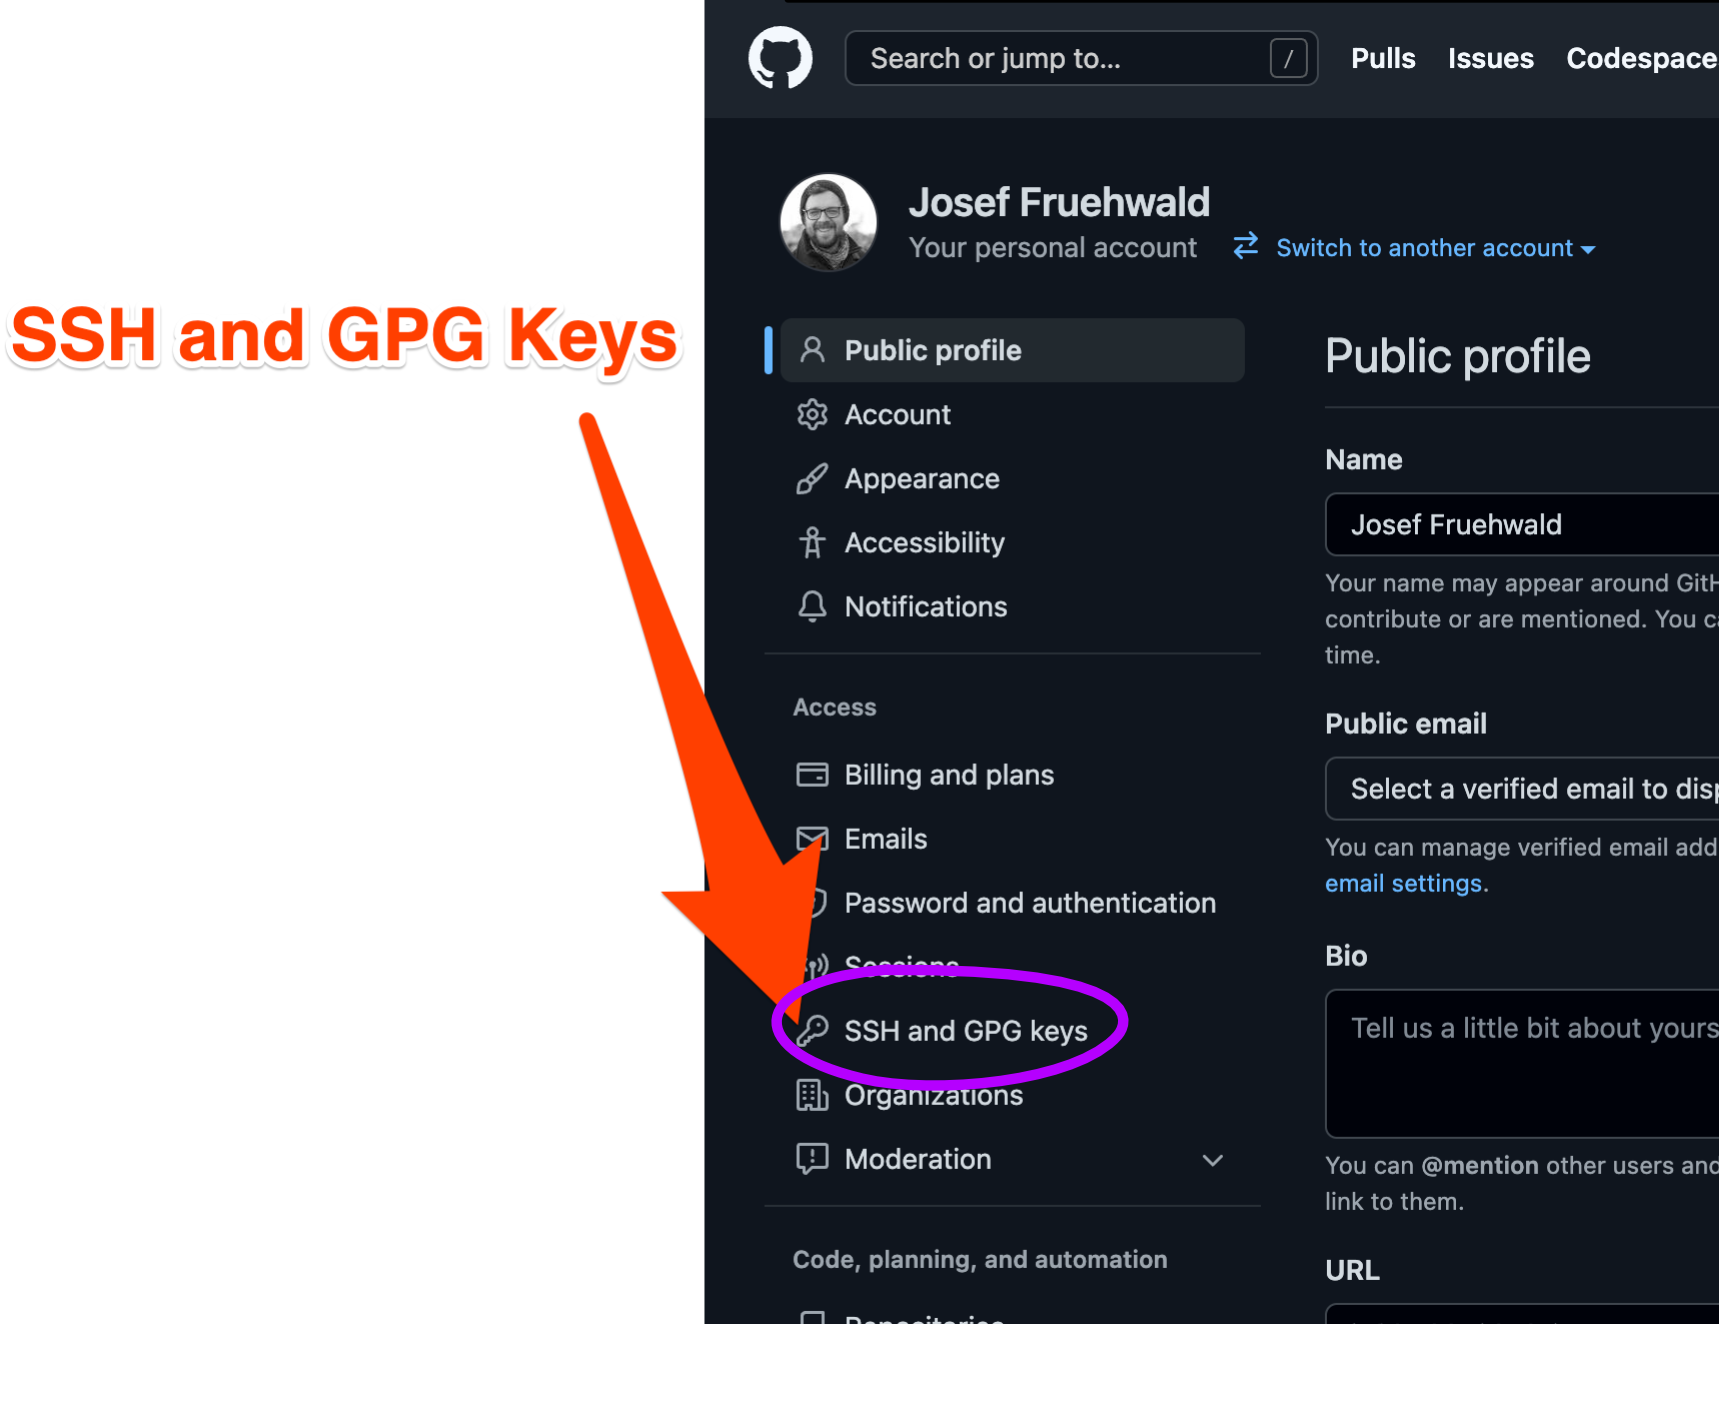 Search or jump to... /
Pulls Issues Codespace
Josef Fruehwald
Your personal account
Switch to another account
SSH and GPG Keys
Public profile
Account
Appearance
Accessibility
Notifications
Access
Billing and plans
Emails
Password and authentication
Sessions
SSH and GPG keys
Organizations
Moderation
Code, planning, and automation
Repositories
Public profile
Name
Josef Fruehwald
Your name may appear around GitH
contribute or are mentioned. You ca
time.
Public email
Select a verified email to disp
You can manage verified email add
email settings.
Bio
Tell us a little bit about yours
You can @mention other users and
link to them.
URL